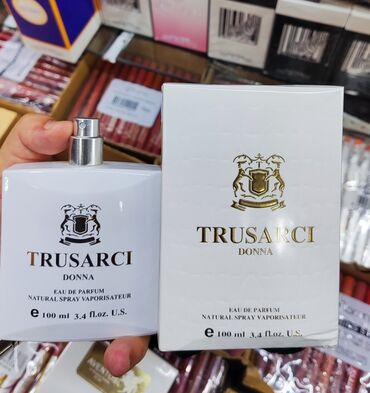 TRUSARCI
DONNA
EAU DE PARFUM
NATURAL SPRAY VAPORISATEUR
e 100 ml 3.4 fl.oz. U.S.
TRUSARCI
DONNA
EAU DE PARFUM
NATURAL SPRAY VAPORISATEUR
e 100 ml 3.4 fl.oz. U.S.